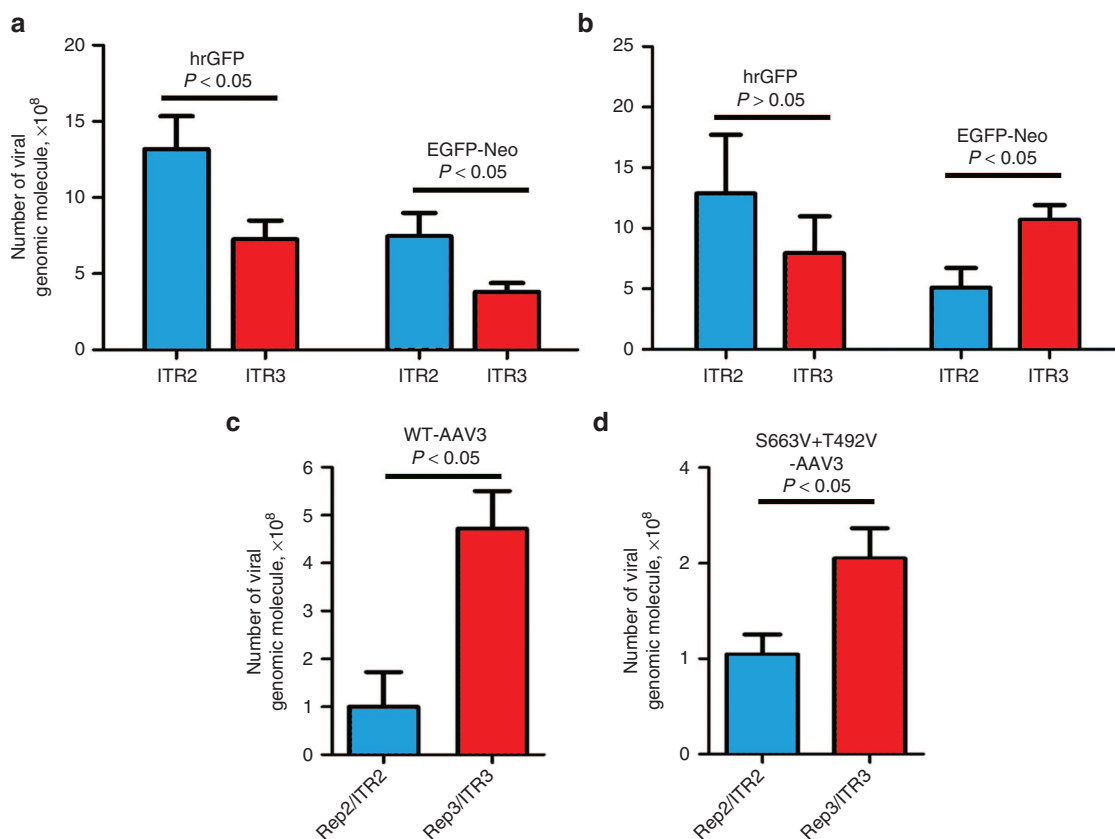 a
Number of viral
genomic molecule, ×10⁸
20
15
10
5
0
hrGFP
P < 0.05
EGFP-Neo
P < 0.05
ITR2
ITR3
ITR2
ITR3
b
25
20
15
10
5
0
hrGFP
P > 0.05
EGFP-Neo
P < 0.05
ITR2
ITR3
ITR2
ITR3
c
Number of viral
genomic molecule, ×10⁸
6
5
4
3
2
1
0
WT-AAV3
P < 0.05
Rep2/ITR2
Rep3/ITR3
d
Number of viral
genomic molecule, ×10⁸
4
2
1
0
S663V+T492V
-AAV3
P < 0.05
Rep2/ITR2
Rep3/ITR3